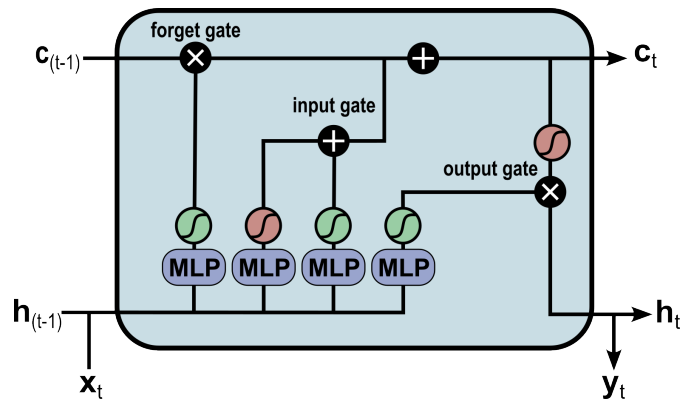 forget gate
c(t-1)
ct
input gate
output gate
MLP MLP MLP MLP
h(t-1)
ht
xt
yt